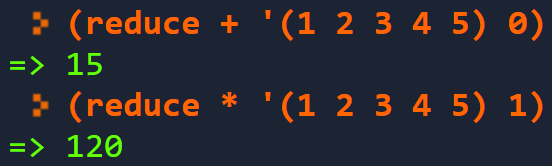 > (reduce + '(1 2 3 4 5) 0)
=> 15
> (reduce * '(1 2 3 4 5) 1)
=> 120